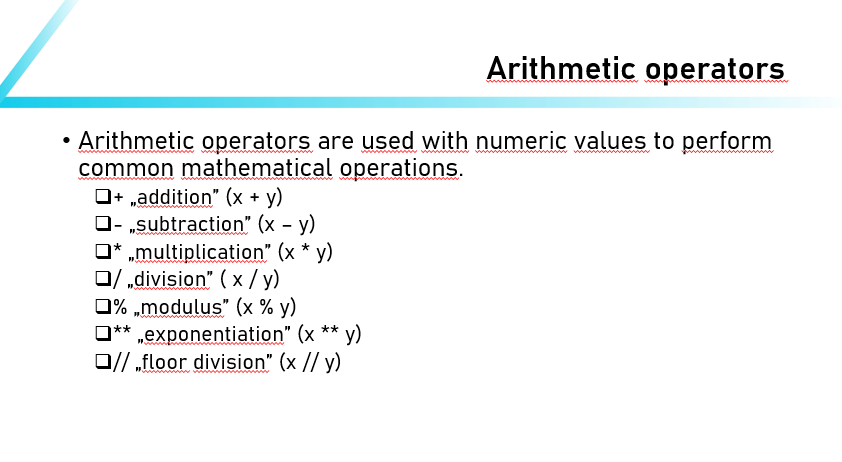 Arithmetic operators
• Arithmetic operators are used with numeric values to perform
common mathematical operations.
❑+ „addition” (x + y)
❑- „subtraction” (x – y)
❑* „multiplication” (x * y)
❑/ „division” ( x / y)
❑% „modulus” (x % y)
❑** „exponentiation” (x ** y)
❑// „floor division” (x // y)